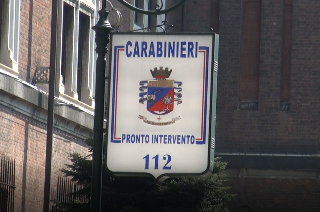 CARABINIERI
PRONTO INTERVENTO
112